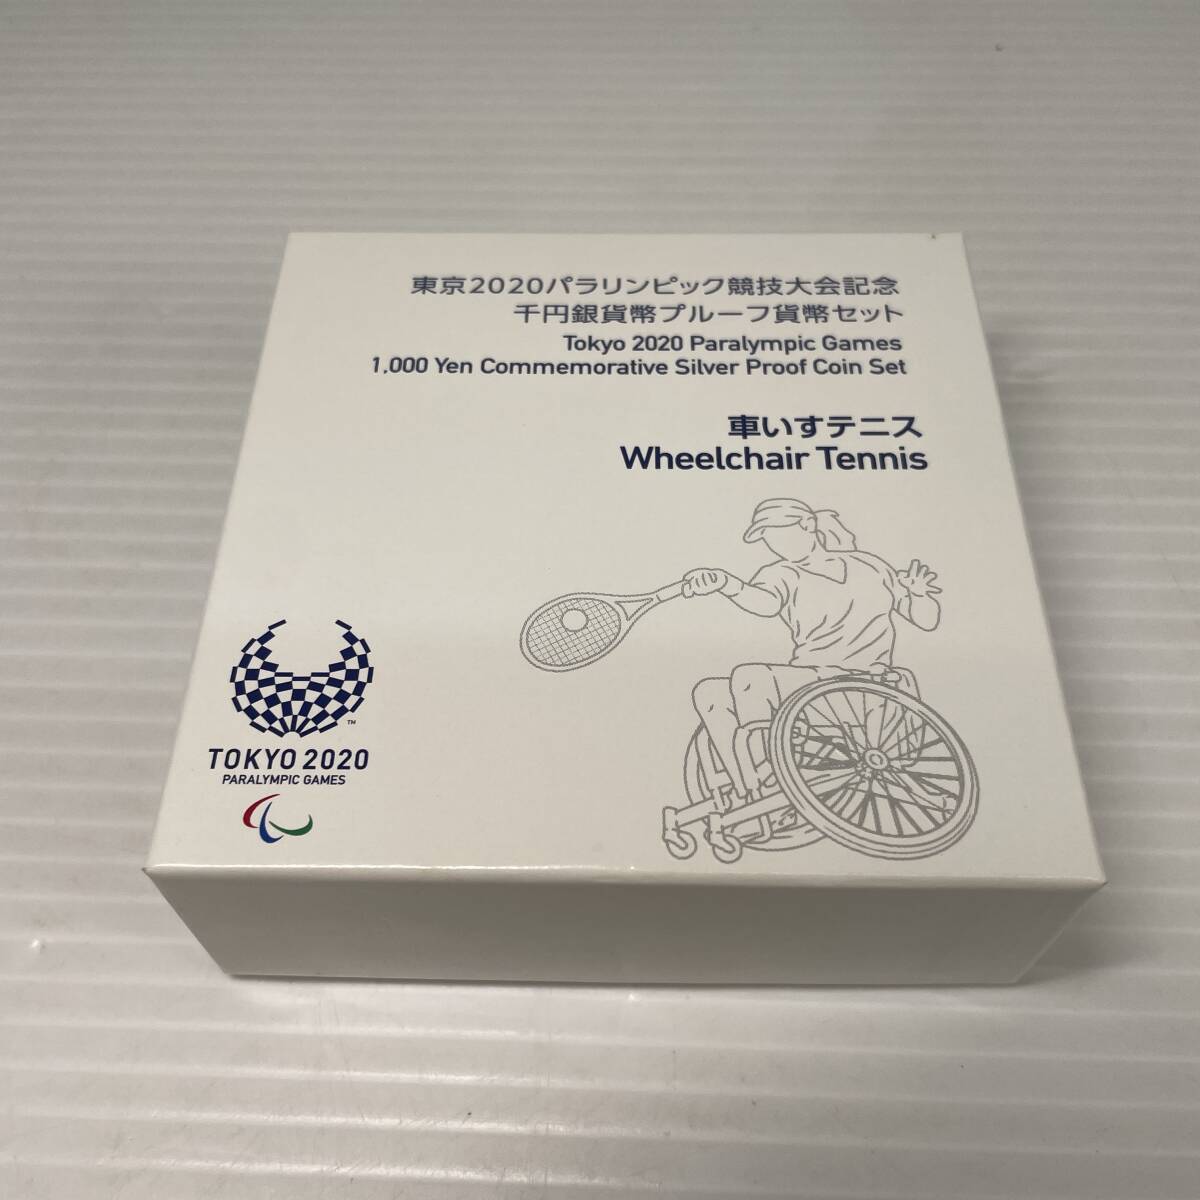 東京2020パラリンピック競技大会記念
千円銀貨幣プルーフ貨幣セット
Tokyo 2020 Paralympic Games
1,000 Yen Commemorative Silver Proof Coin Set
車いすテニス
Wheelchair Tennis
TM
TOKYO 2020
PARALYMPIC GAMES